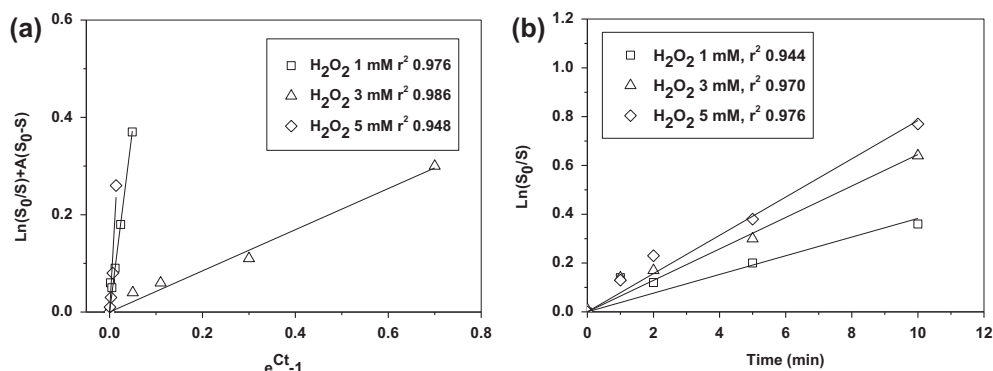 (a)
0.6
0.4
0.2
0.0
Ln(S₀/S)+A(S₀-S)
H₂O₂ 1 mM r² 0.976
H₂O₂ 3 mM r² 0.986
H₂O₂ 5 mM r² 0.948
0.0 0.2 0.4 0.6 0.8
eᶜᵗ-1
(b)
1.2
1.0
0.8
0.6
0.4
0.2
0.0
Ln(S₀/S)
H₂O₂ 1 mM, r² 0.944
H₂O₂ 3 mM, r² 0.970
H₂O₂ 5 mM, r² 0.976
0 2 4 6 8 10 12
Time (min)